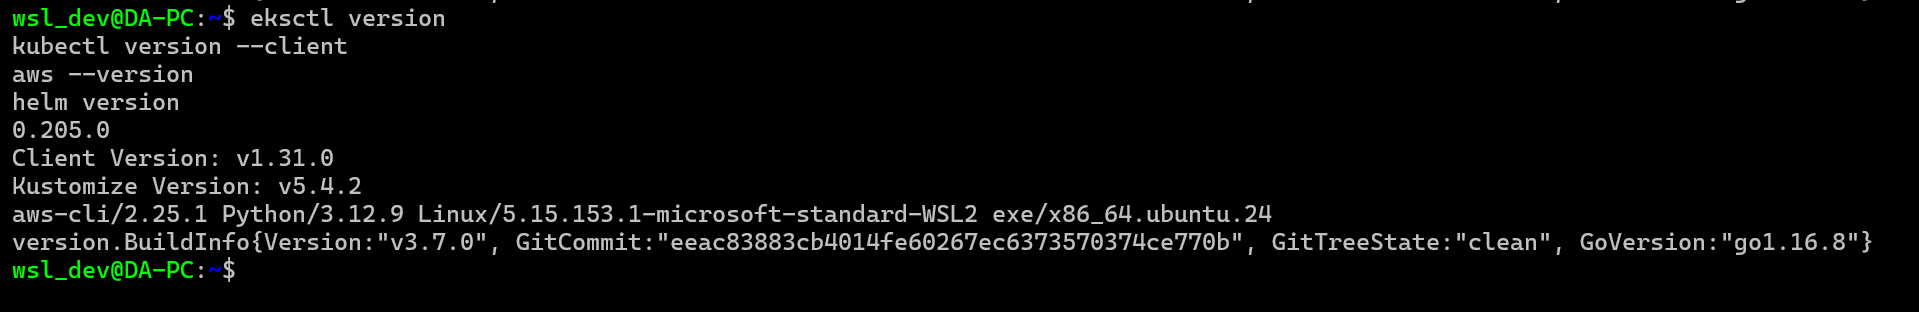 wsl_dev@DA-PC:~$ eksctl version
kubectl version --client
aws --version
helm version
0.205.0
Client Version: v1.31.0
Kustomize Version: v5.4.2
aws-cli/2.25.1 Python/3.12.9 Linux/5.15.153.1-microsoft-standard-WSL2 exe/x86_64.ubuntu.24
version.BuildInfo{Version:"v3.7.0", GitCommit:"eeac83883cb4014fe60267ec6373570374ce770b", GitTreeState:"clean", GoVersion:"go1.16.8"}
wsl_dev@DA-PC:~$